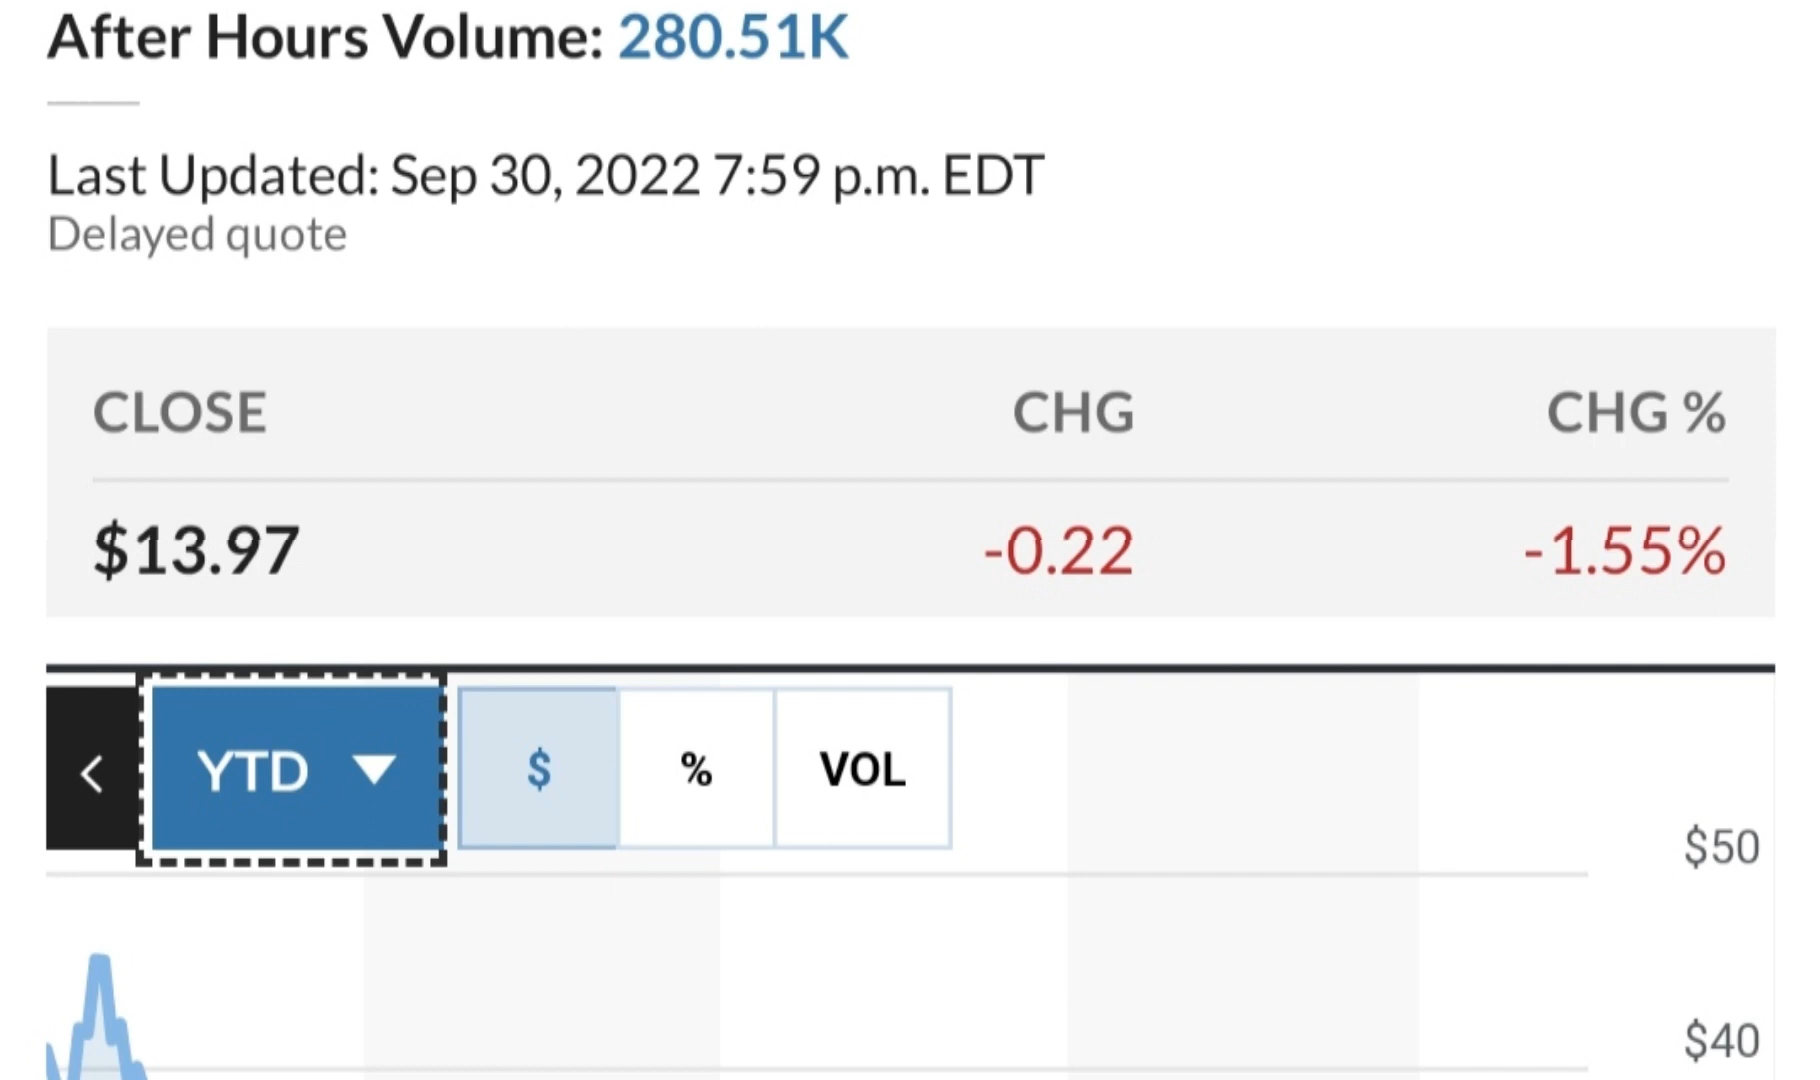 After Hours Volume: 280.51K
Last Updated: Sep 30, 2022 7:59 p.m. EDT
Delayed quote
CLOSE CHG CHG %
$13.97 -0.22 -1.55%
< YTD ▼ $ % VOL
$50
$40